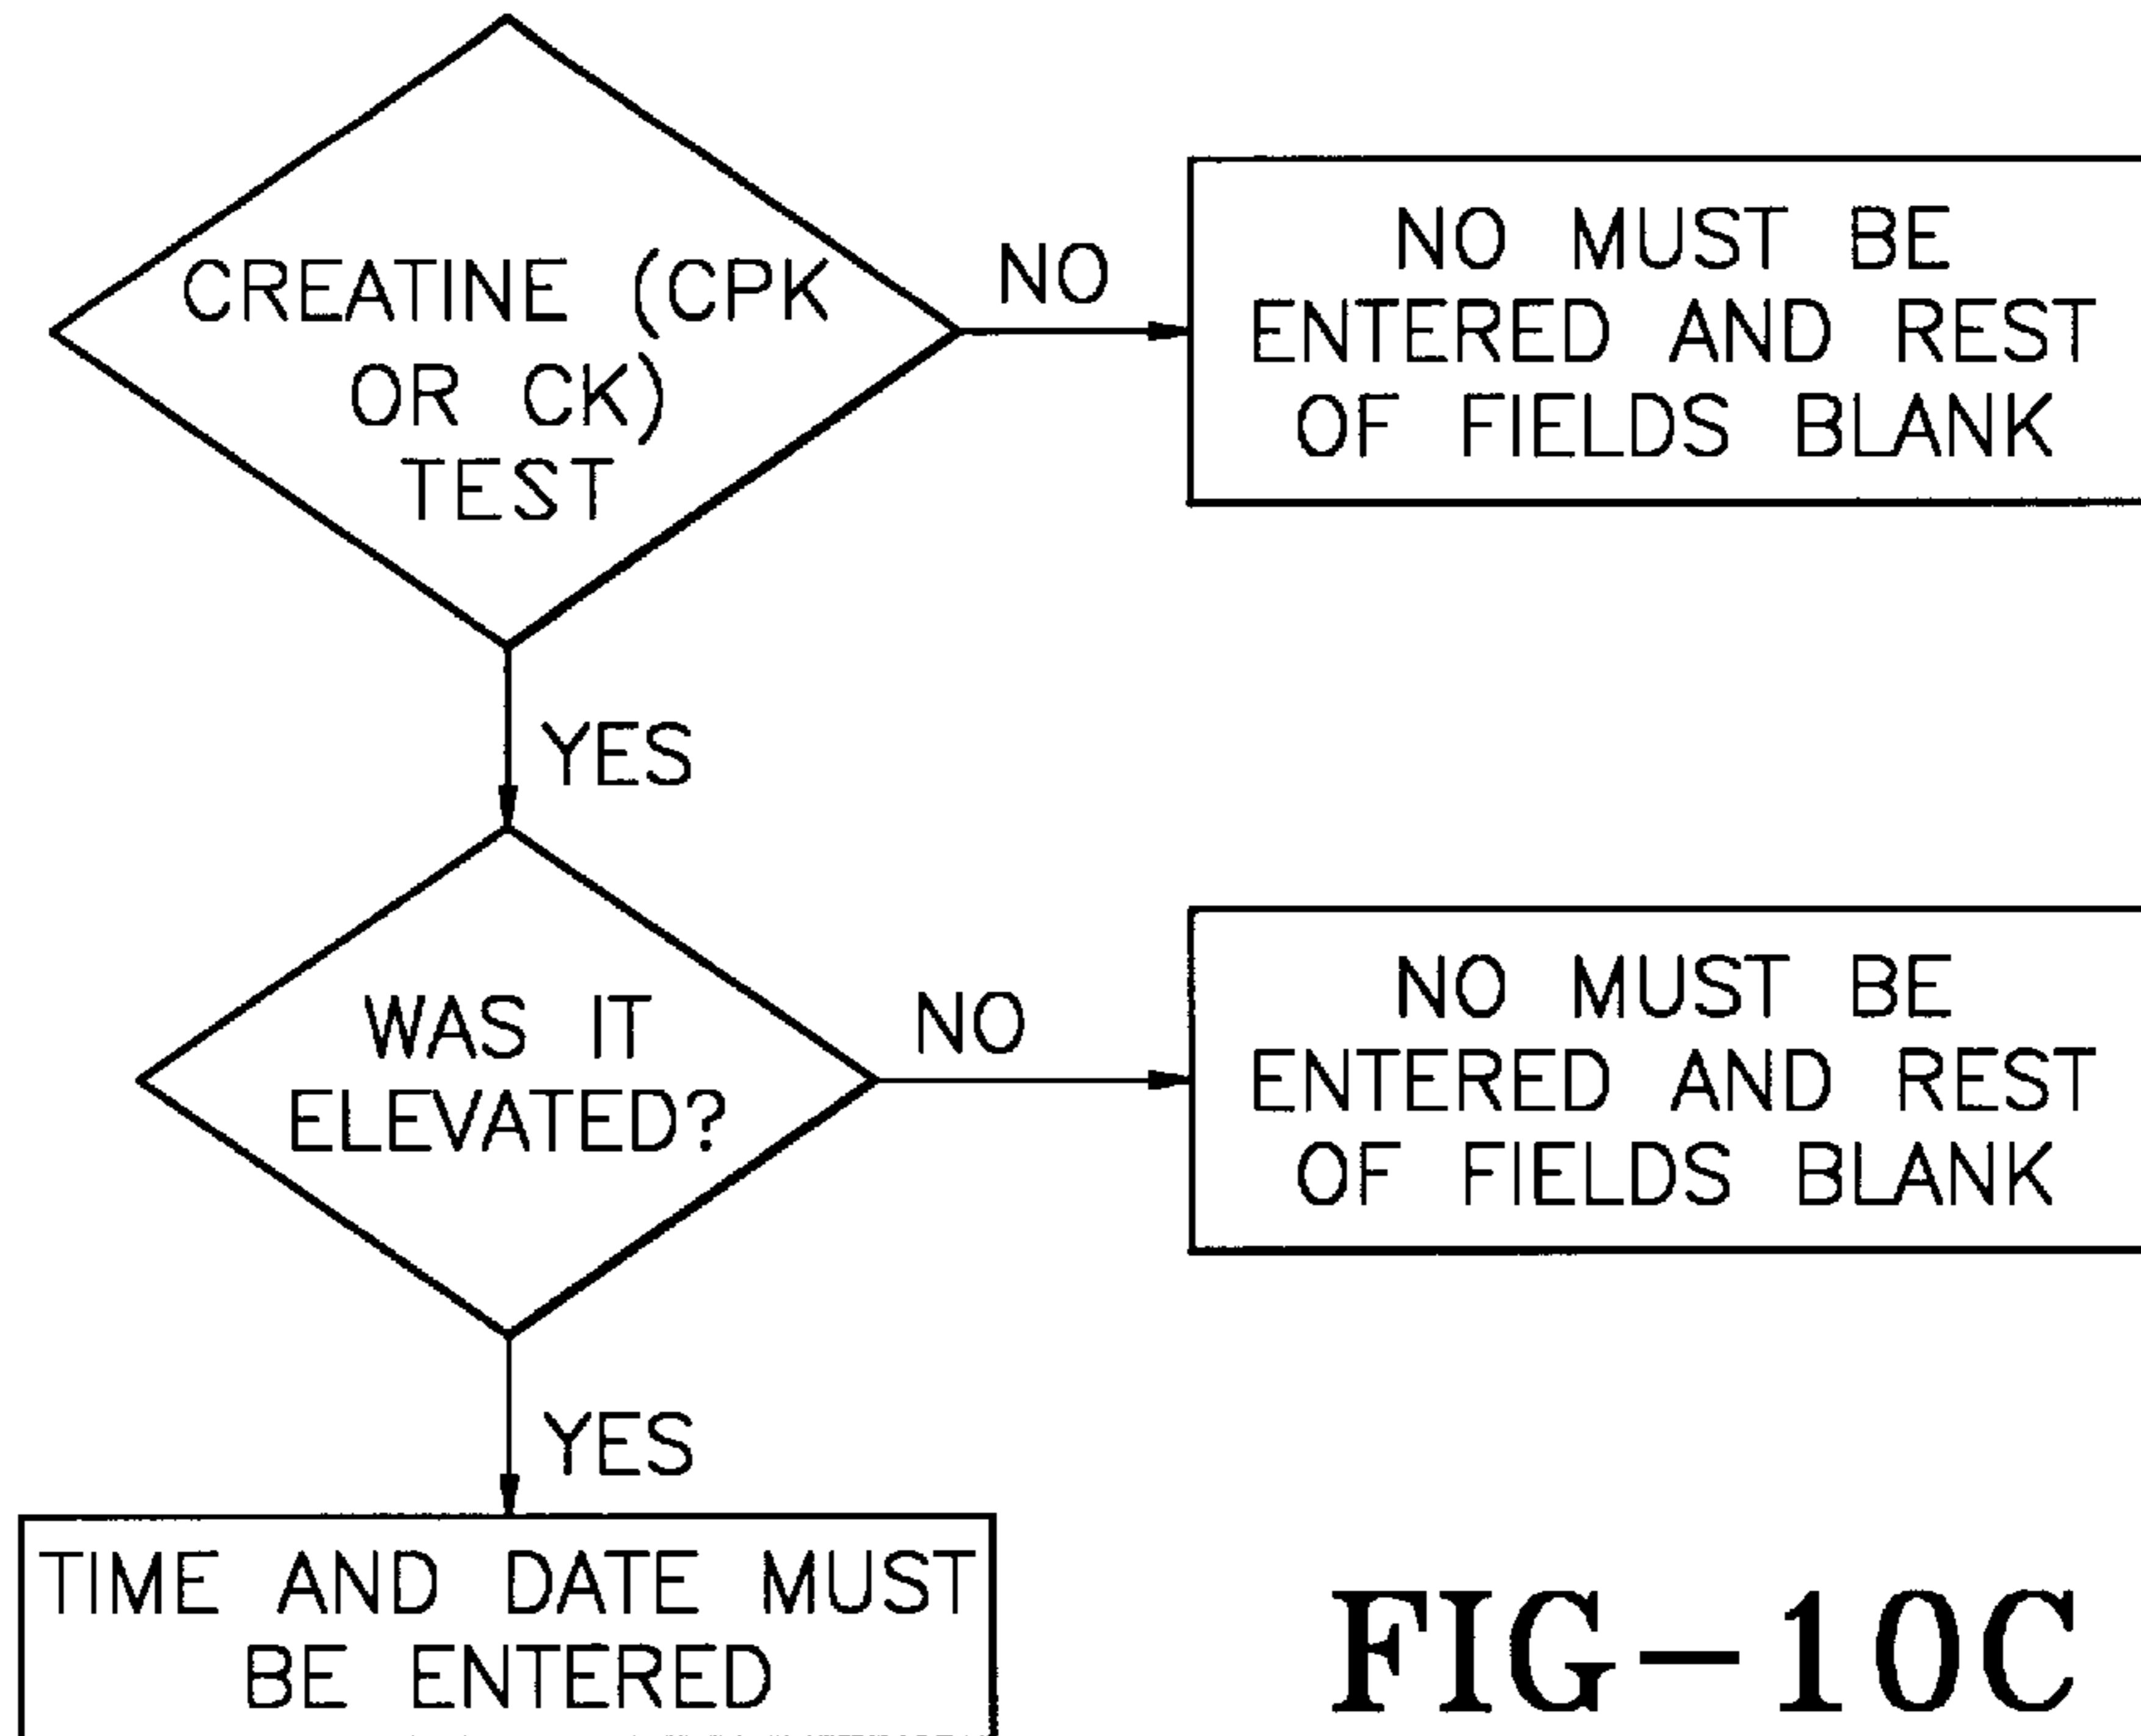 CREATINE (CPK
OR CK)
TEST
NO
NO MUST BE
ENTERED AND REST
OF FIELDS BLANK
YES
WAS IT
ELEVATED?
NO
NO MUST BE
ENTERED AND REST
OF FIELDS BLANK
YES
TIME AND DATE MUST
BE ENTERED
FIG-10C